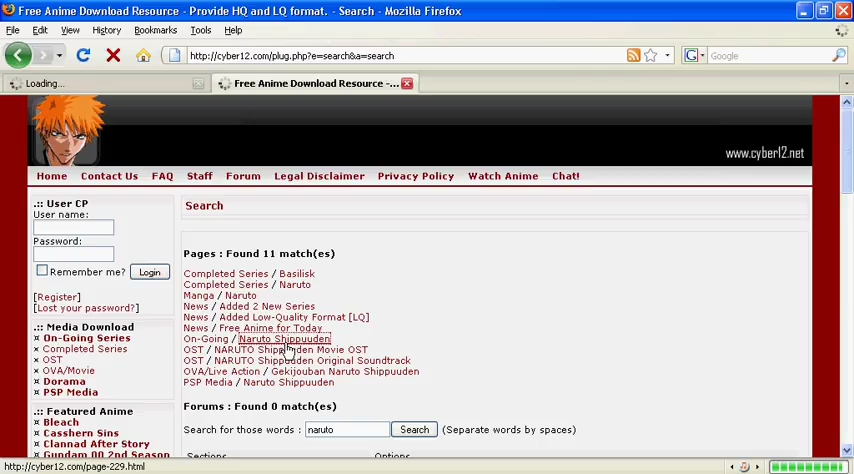 Free Anime Download Resource - Provide HQ and LQ format. - Search - Mozilla Firefox
File Edit View History Bookmarks Tools Help
http://cyber12.com/plug.php?e=search&a=search
G Google
Loading...
Free Anime Download Resource -...
www.cyber12.net
Home Contact Us FAQ Staff Forum Legal Disclaimer Privacy Policy Watch Anime Chat!
.:: User CP
User name:
Password:
Remember me? Login
[Register]
[Lost your password?]
.:: Media Download
¤ On-Going Series
¤ Completed Series
¤ OST
¤ OVA/Movie
¤ Dorama
¤ PSP Media
.:: Featured Anime
¤ Bleach
¤ Casshern Sins
¤ Clannad After Story
¤ Gundam 00 2nd Season
Search
Pages : Found 11 match(es)
Completed Series / Basilisk
Completed Series / Naruto
Manga / Naruto
News / Added 2 New Series
News / Added Low-Quality Format [LQ]
News / Free Anime for Today
On-Going / Naruto Shippuuden
OST / NARUTO Shippuuden Movie OST
OST / NARUTO Shippuuden Original Soundtrack
OVA/Live Action / Gekijouban Naruto Shippuuden
PSP Media / Naruto Shippuuden
Forums : Found 0 match(es)
Search for those words : naruto Search (Separate words by spaces)
Sections Options
http://cyber12.com/page-229.html